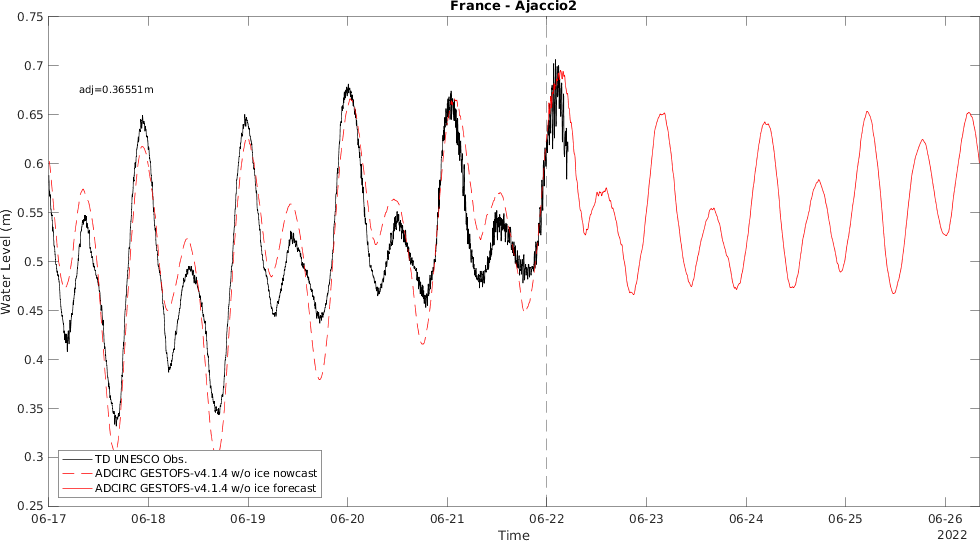 France - Ajaccio2
adj=0.36551m
0.75
0.7
0.65
0.6
0.55
0.5
0.45
0.4
0.35
0.3
0.25
Water Level (m)
TD UNESCO Obs.
ADCIRC GESTOFS-v4.1.4 w/o ice nowcast
ADCIRC GESTOFS-v4.1.4 w/o ice forecast
06-17 06-18 06-19 06-20 06-21 06-22 06-23 06-24 06-25 06-26
Time
2022